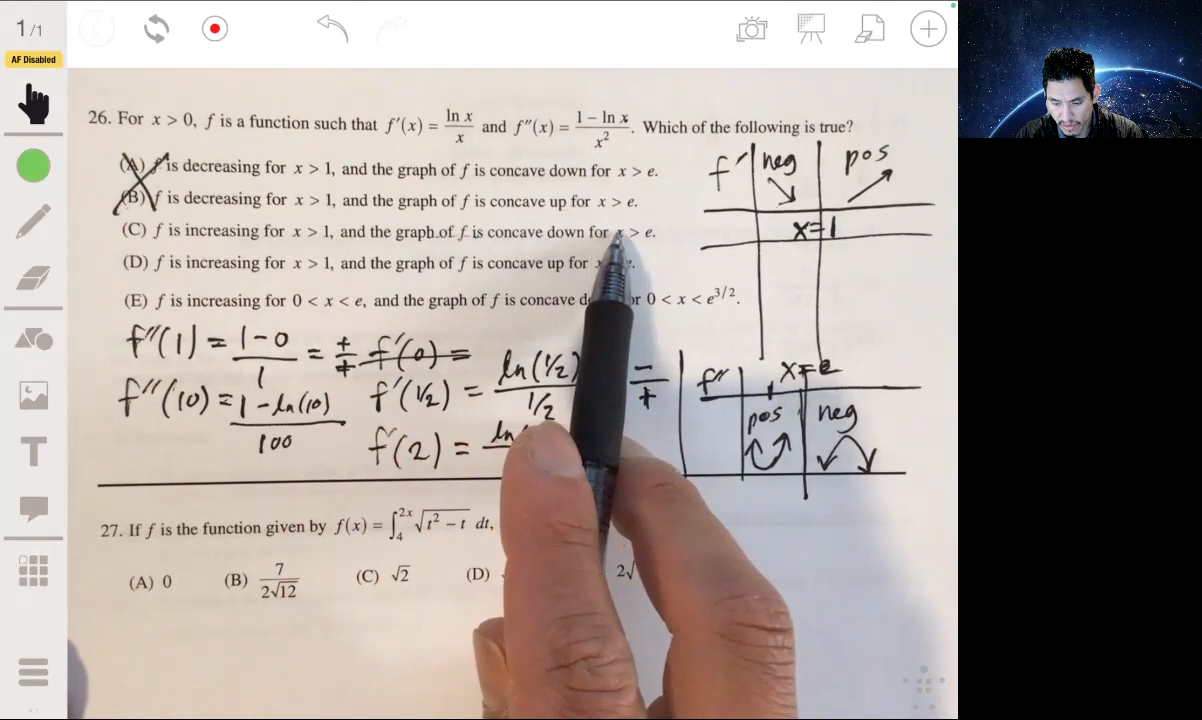 1/1
AF Disabled
26. For x > 0, f is a function such that f′(x) = ln x / x and f″(x) = 1 − ln x / x². Which of the following is true?
(A) f is decreasing for x > 1, and the graph of f is concave down for x > e.
(B) f is decreasing for x > 1, and the graph of f is concave up for x > e.
(C) f is increasing for x > 1, and the graph of f is concave down for x > e.
(D) f is increasing for x > 1, and the graph of f is concave up for
(E) f is increasing for 0 < x < e, and the graph of f is concave 0 < x < e^{3/2}.
f′ neg pos
x=1
f″(1) = 1-0 / 1 = + / + f′(0) =
f″(10) = 1-ln(10) / 100
f′(1/2) = ln(1/2) / 1/2 - / +
f′(2) = ln
f″ x=e
pos neg
27. If f is the function given by f(x) = ∫₄²ˣ √(t² − t) dt,
(A) 0 (B) 7 / 2√12 (C) √2 (D) 2√
T